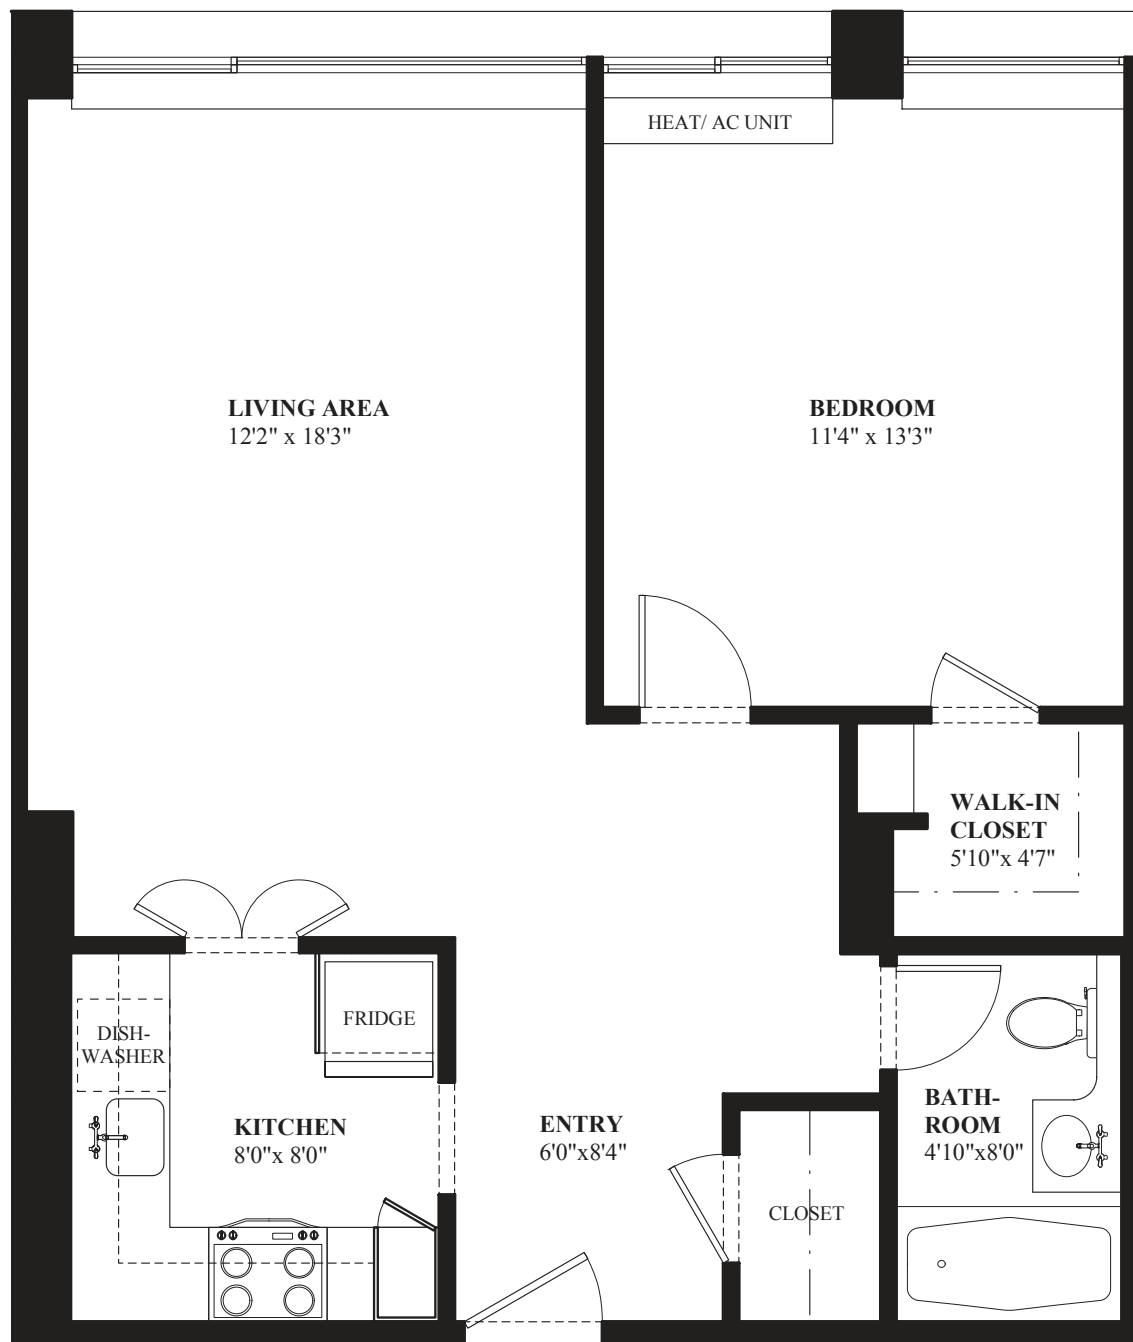 HEAT/ AC UNIT
LIVING AREA
12'2" x 18'3"
BEDROOM
11'4" x 13'3"
WALK-IN
CLOSET
5'10"x 4'7"
DISH-
WASHER
FRIDGE
KITCHEN
8'0"x 8'0"
ENTRY
6'0"x8'4"
BATH-
ROOM
4'10"x8'0"
CLOSET